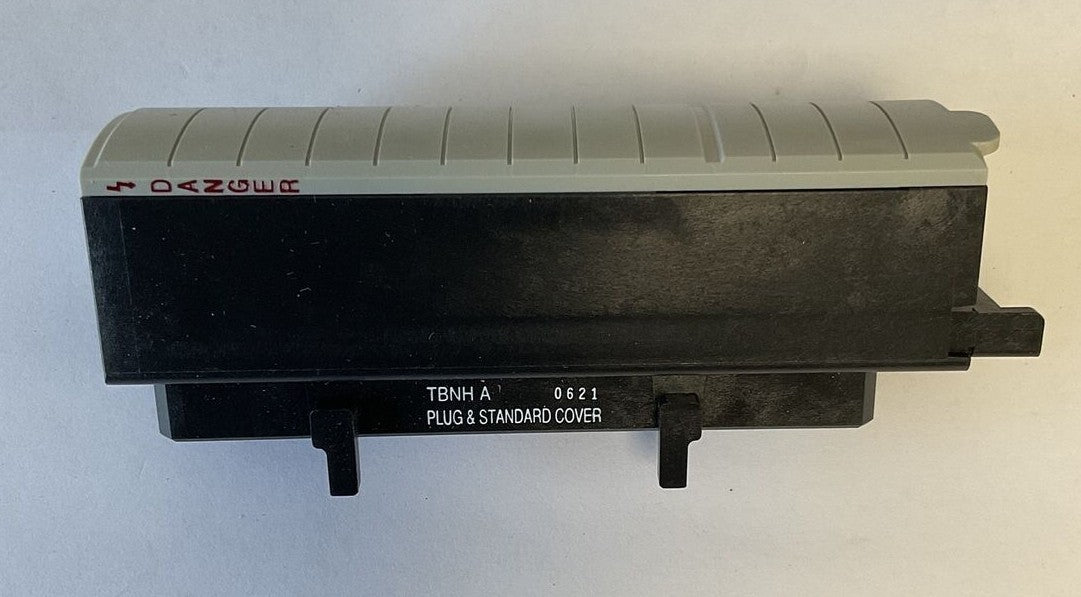 DANGER
TBNH A 0621
PLUG & STANDARD COVER